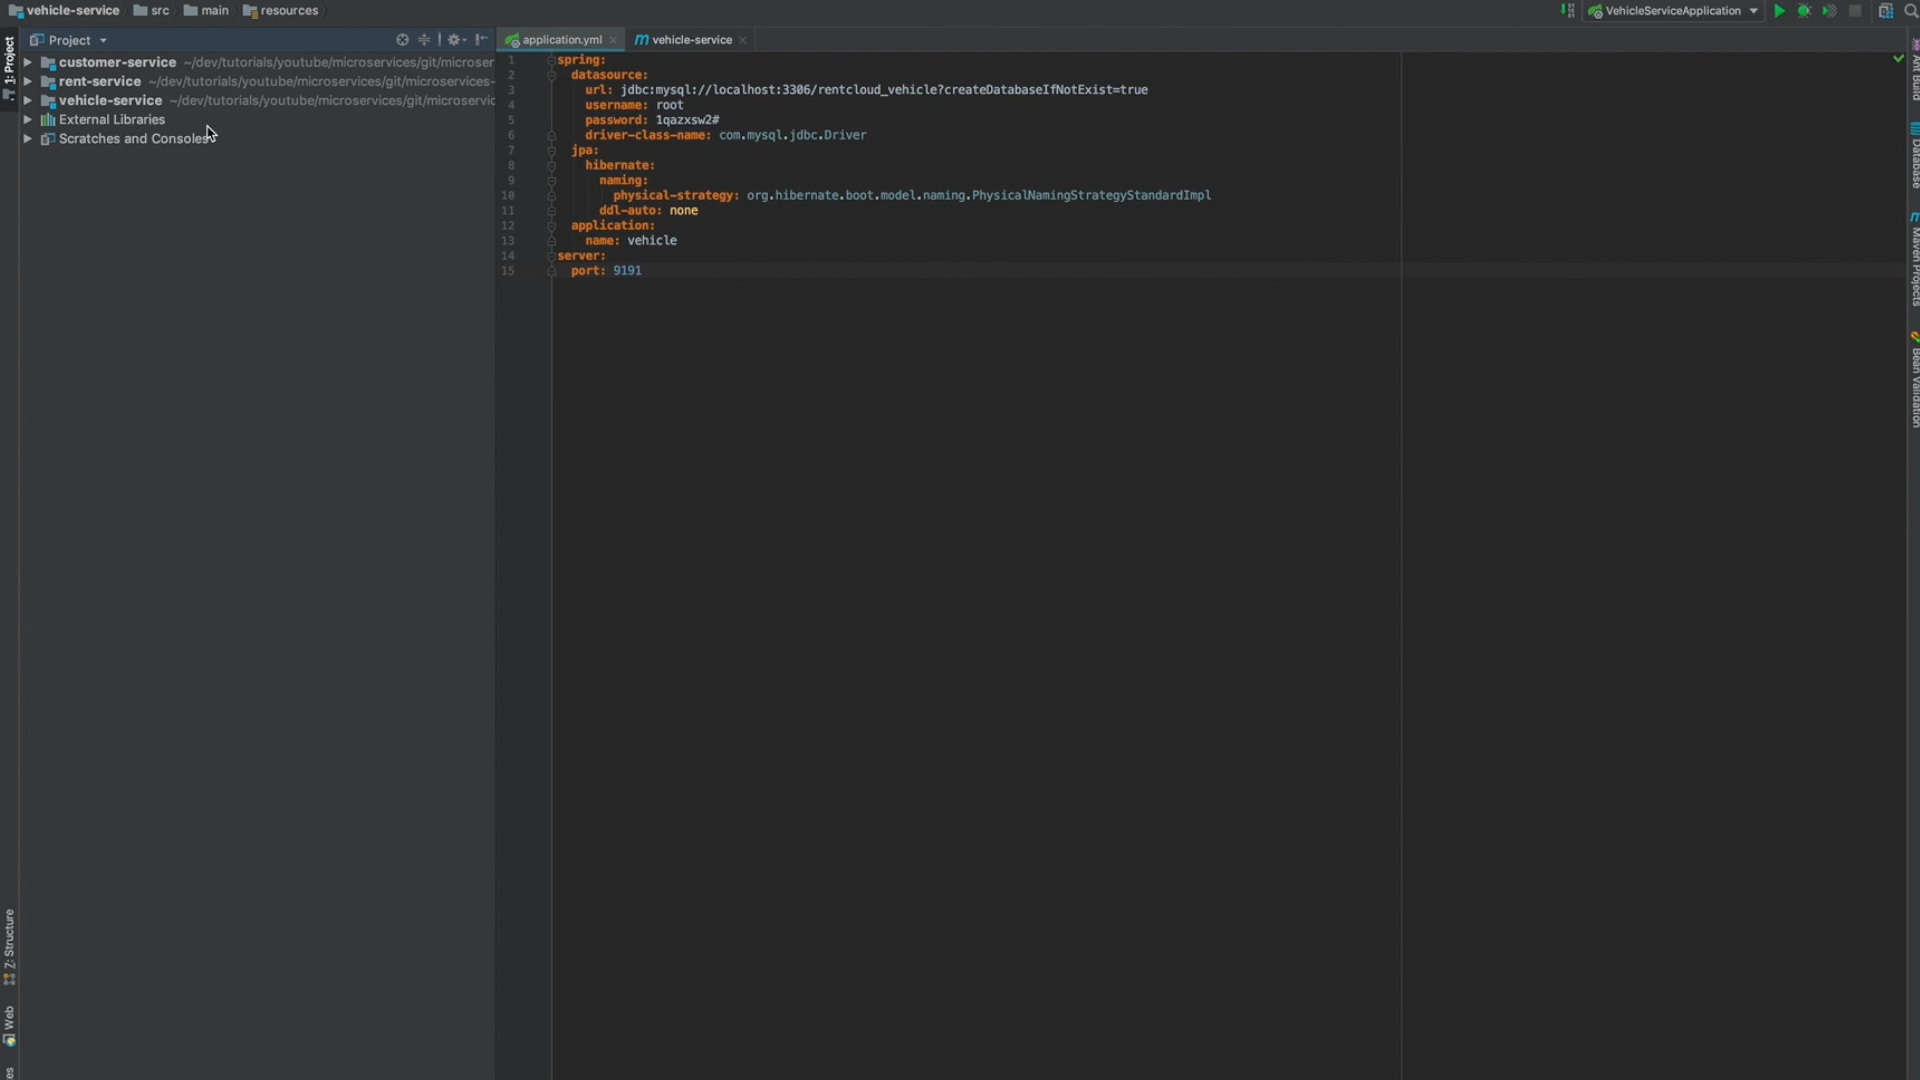 vehicle-service src main resources VehicleServiceApplication
1: Project
Project
customer-service ~/dev/tutorials/youtube/microservices/git/microser
rent-service ~/dev/tutorials/youtube/microservices/git/microservices-
vehicle-service ~/dev/tutorials/youtube/microservices/git/microservic
External Libraries
Scratches and Consoles
application.yml vehicle-service
1 spring:
2 datasource:
3 url: jdbc:mysql://localhost:3306/rentcloud_vehicle?createDatabaseIfNotExist=true
4 username: root
5 password: 1qazxsw2#
6 driver-class-name: com.mysql.jdbc.Driver
7 jpa:
8 hibernate:
9 naming:
10 physical-strategy: org.hibernate.boot.model.naming.PhysicalNamingStrategyStandardImpl
11 ddl-auto: none
12 application:
13 name: vehicle
14 server:
15 port: 9191
Ant Build
Database
Maven Projects
Bean Validation
Z: Structure
Web
es